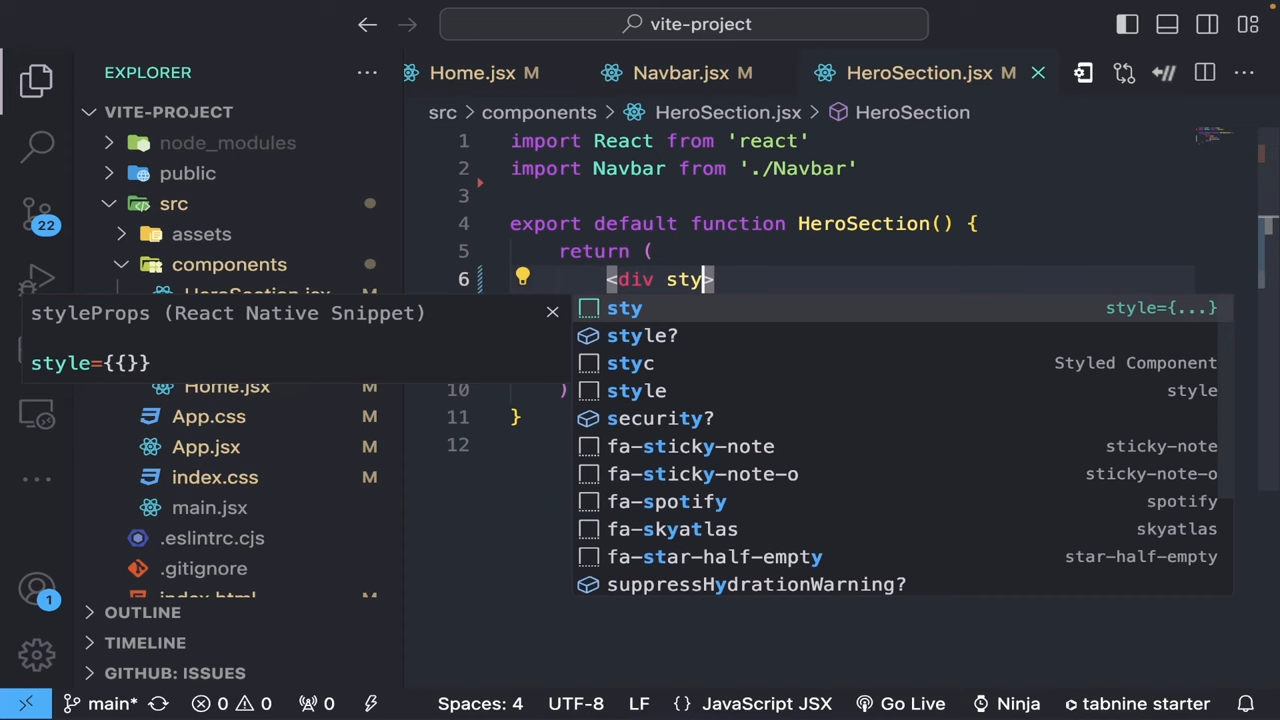 vite-project
EXPLORER
Home.jsx M
Navbar.jsx M
HeroSection.jsx M
VITE-PROJECT
src > components > HeroSection.jsx > HeroSection
node_modules
public
src
assets
components
HeroSection.jsx
Home.jsx M
App.css M
App.jsx M
index.css M
main.jsx
.eslintrc.cjs
.gitignore
index.html M
OUTLINE
TIMELINE
GITHUB: ISSUES
22
1
1 import React from 'react'
2 import Navbar from './Navbar'
3
4 export default function HeroSection() {
5 return (
6 <div sty>
10 )
11 }
12
styleProps (React Native Snippet)
style={{}}
sty style={...}
style?
styc Styled Component
style style
security?
fa-sticky-note sticky-note
fa-sticky-note-o sticky-note-o
fa-spotify spotify
fa-skyatlas skyatlas
fa-star-half-empty star-half-empty
suppressHydrationWarning?
main* 0 0 0 Spaces: 4 UTF-8 LF {} JavaScript JSX Go Live Ninja tabnine starter